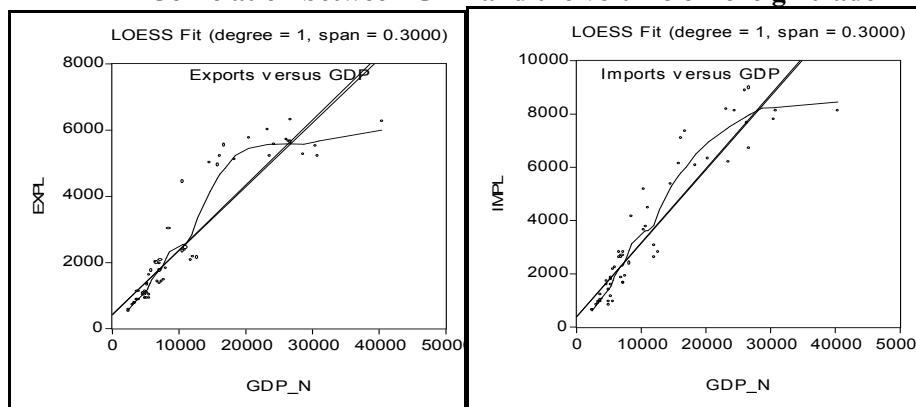 LOESS Fit (degree = 1, span = 0.3000)
Exports versus GDP
8000
6000
4000
2000
0
EXPL
0 10000 20000 30000 40000 50000
GDP_N
LOESS Fit (degree = 1, span = 0.3000)
Imports versus GDP
10000
8000
6000
4000
2000
0
IMPL
0 10000 20000 30000 40000 5000
GDP_N